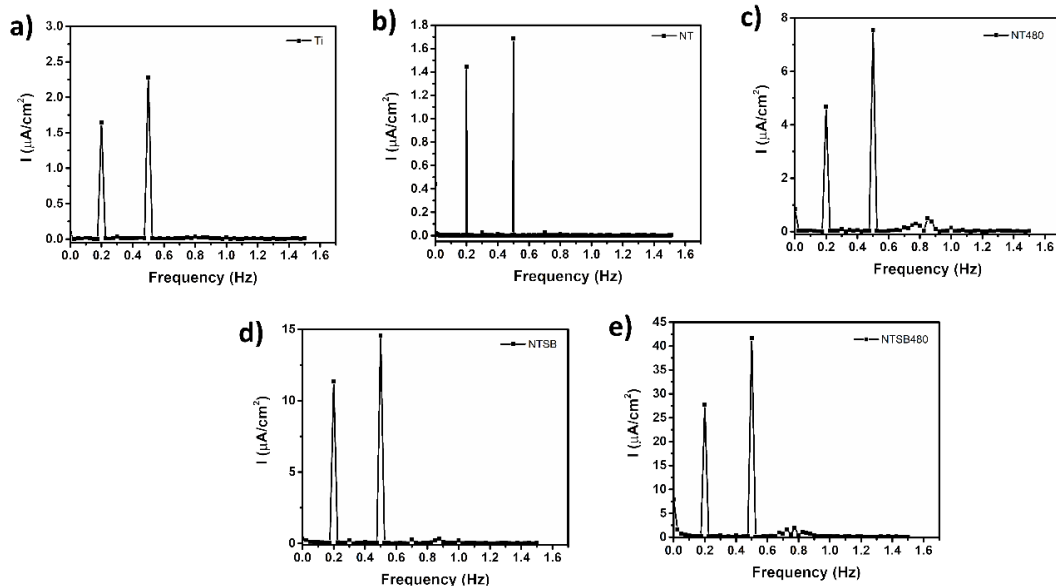 a)
3.0
2.5
2.0
1.5
1.0
0.5
0.0
I (µA/cm²)
Ti
0.0 0.2 0.4 0.6 0.8 1.0 1.2 1.4 1.6
Frequency (Hz)
b)
1.8
1.6
1.4
1.2
1.0
0.8
0.6
0.4
0.2
0.0
I (µA/cm²)
NT
0.0 0.2 0.4 0.6 0.8 1.0 1.2 1.4 1.6
Frequency (Hz)
c)
8
6
4
2
0
I (µA/cm²)
NT480
0.0 0.2 0.4 0.6 0.8 1.0 1.2 1.4 1.6
Frequency (Hz)
d)
15
10
5
0
I (µA/cm²)
NTSB
0.0 0.2 0.4 0.6 0.8 1.0 1.2 1.4 1.6
Frequency (Hz)
e)
45
40
35
30
25
20
15
10
5
0
I (µA/cm²)
NTSB480
0.0 0.2 0.4 0.6 0.8 1.0 1.2 1.4 1.6
Frequency (Hz)